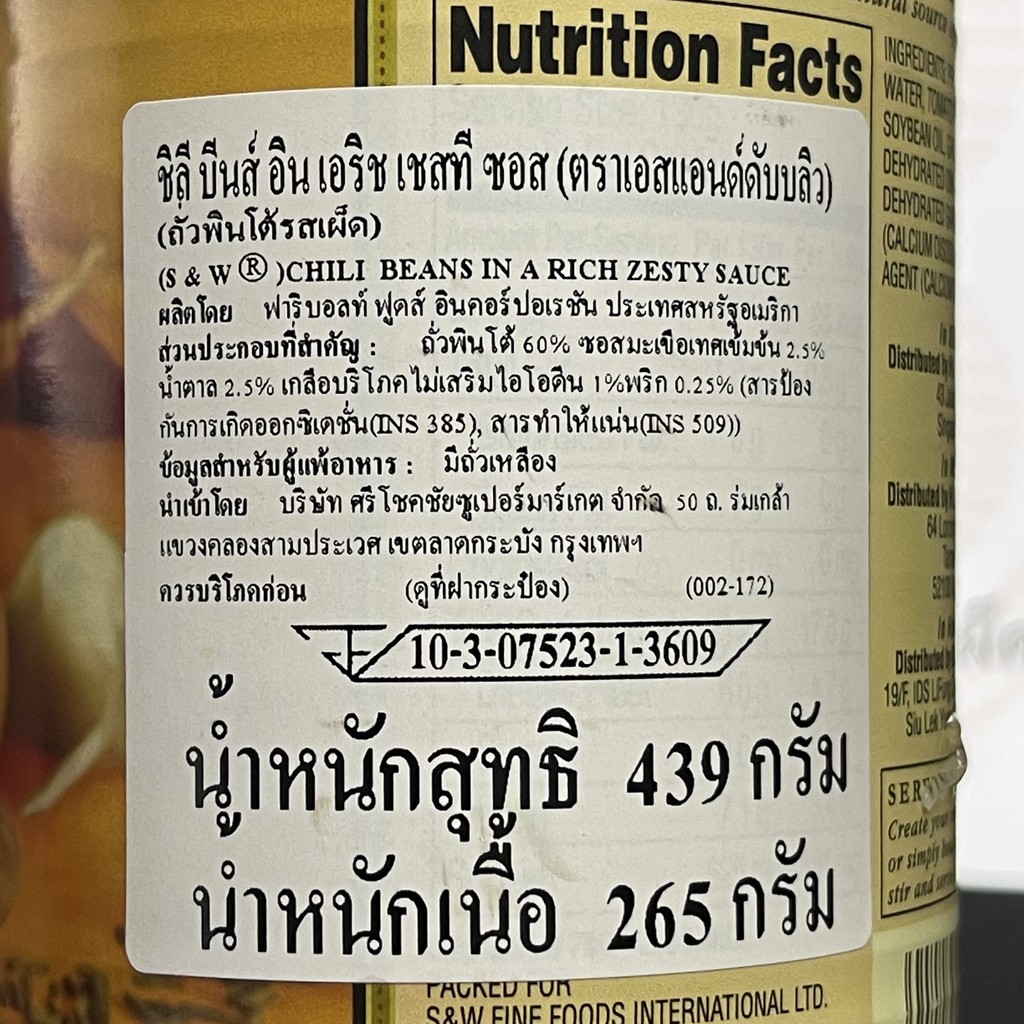 Nutrition Facts
ชิลี บีนส์ อิน เอริช เชสที ซอส (ตราเอสแอนด์ดับบลิว)
(ถั่วพินโต้รสเผ็ด)
(S & W ® )CHILI BEANS IN A RICH ZESTY SAUCE
ผลิตโดย ฟาริบอลท์ ฟูดส์ อินคอร์ปอเรชัน ประเทศสหรัฐอเมริกา
ส่วนประกอบที่สำคัญ : ถั่วพินโต้ 60% ซอสมะเขือเทศเข้มข้น 2.5%
น้ำตาล 2.5% เกลือบริโภคไม่เสริมไอโอดีน 1%พริก 0.25% (สารป้อง
กันการเกิดออกซิเดชั่น(INS 385), สารทำให้แน่น(INS 509))
ข้อมูลสำหรับผู้แพ้อาหาร : มีถั่วเหลือง
นำเข้าโดย บริษัท ศรีโชคชัยซูเปอร์มาร์เกต จำกัด 50 ถ. ร่มเกล้า
แขวงคลองสามประเวศ เขตลาดกระบัง กรุงเทพฯ
ควรบริโภคก่อน (ดูที่ฝากระป๋อง) (002-172)
10-3-07523-1-3609
น้ำหนักสุทธิ 439 กรัม
น้ำหนักเนื้อ 265 กรัม
PACKED FOR
S&W FINE FOODS INTERNATIONAL LTD.
source
WATER,
SOYBEAN OIL,
DEHYDRATED
DEHYDRATED
(CALCIUM
AGENT
Distributed
Distributed by
64
Distributed
19/F, IDS
Siu Lek
Create your
or simply
stir and